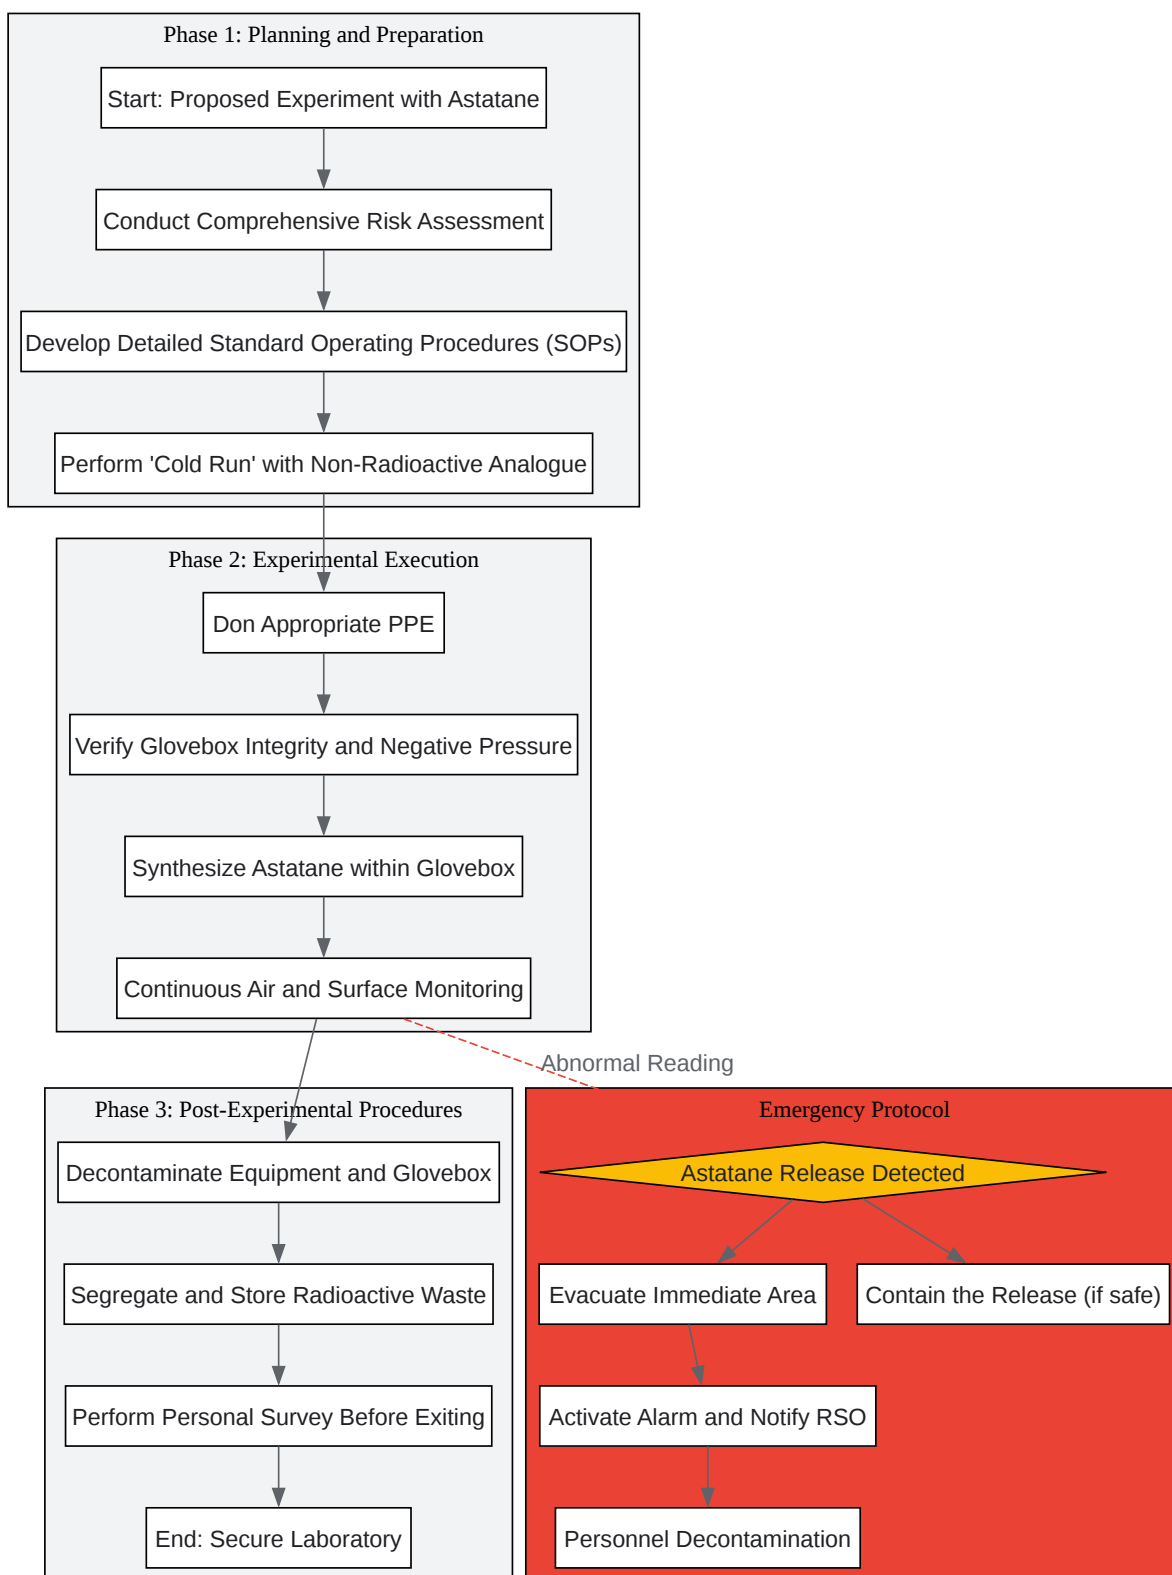 Phase 1: Planning and Preparation
Start: Proposed Experiment with Astatane
Conduct Comprehensive Risk Assessment
Develop Detailed Standard Operating Procedures (SOPs)
Perform 'Cold Run' with Non-Radioactive Analogue
Phase 2: Experimental Execution
Don Appropriate PPE
Verify Glovebox Integrity and Negative Pressure
Synthesize Astatane within Glovebox
Continuous Air and Surface Monitoring
Abnormal Reading
Phase 3: Post-Experimental Procedures
Decontaminate Equipment and Glovebox
Segregate and Store Radioactive Waste
Perform Personal Survey Before Exiting
End: Secure Laboratory
Emergency Protocol
Astatane Release Detected
Evacuate Immediate Area
Contain the Release (if safe)
Activate Alarm and Notify RSO
Personnel Decontamination